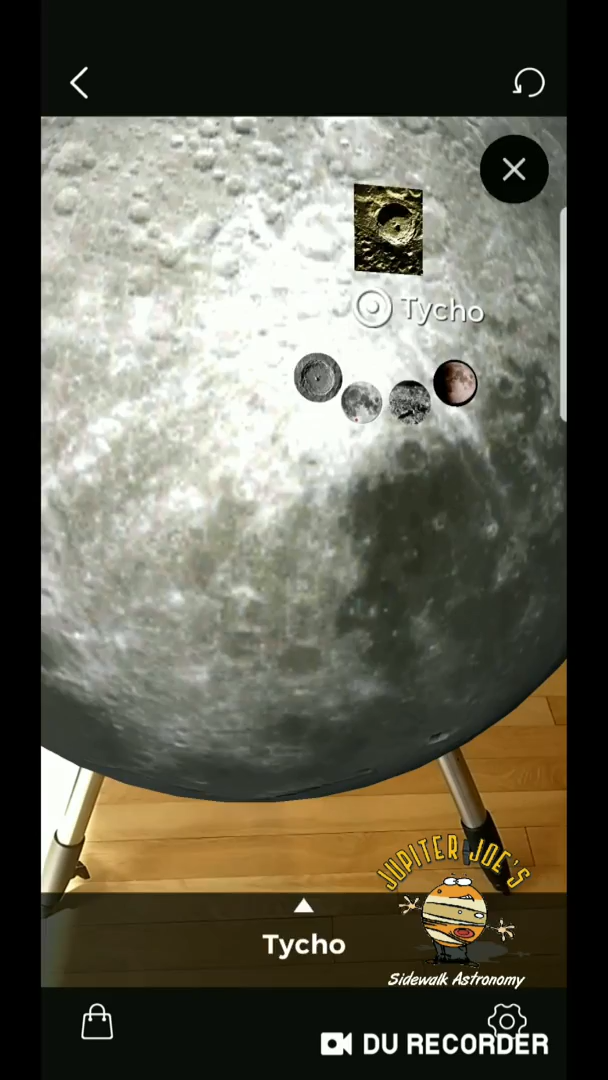 Tycho
JUPITER JOE'S
Tycho
Sidewalk Astronomy
DU RECORDER